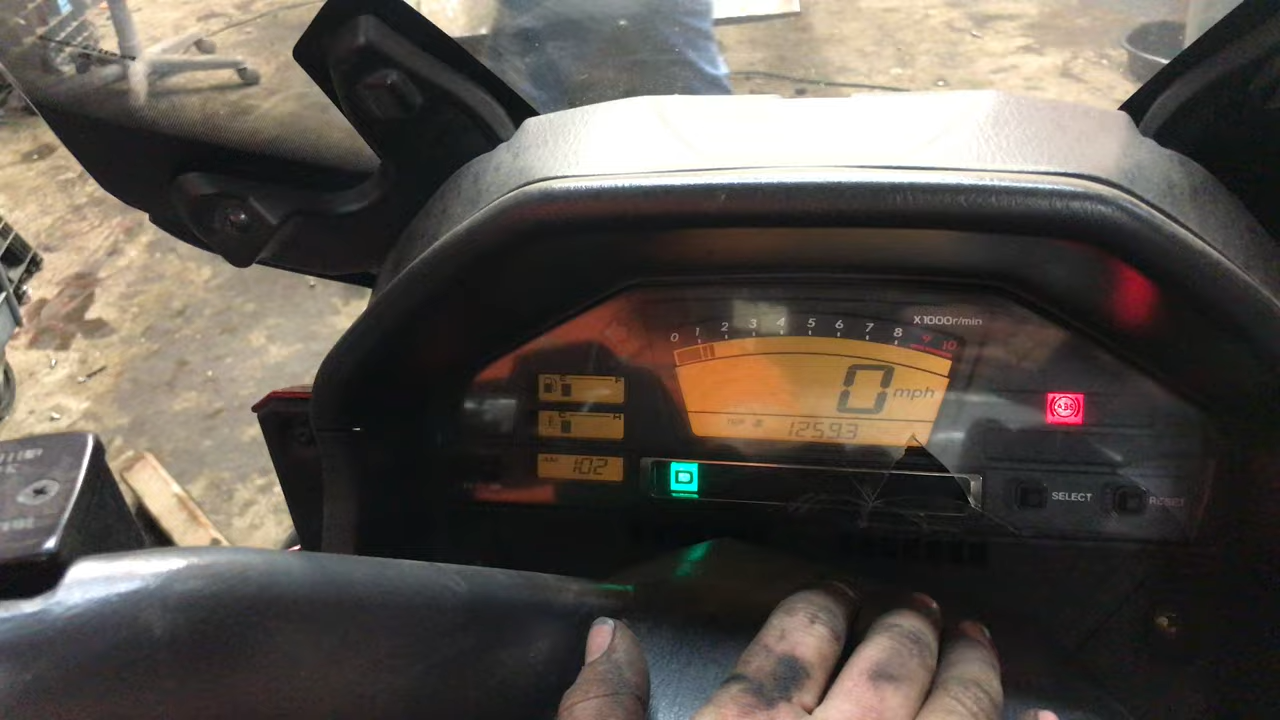 X1000r/min
0 1 2 3 4 5 6 7 8 9 10
E F
0 mph
ABS
C H
TRIP
12593
102
D
SELECT
RESET